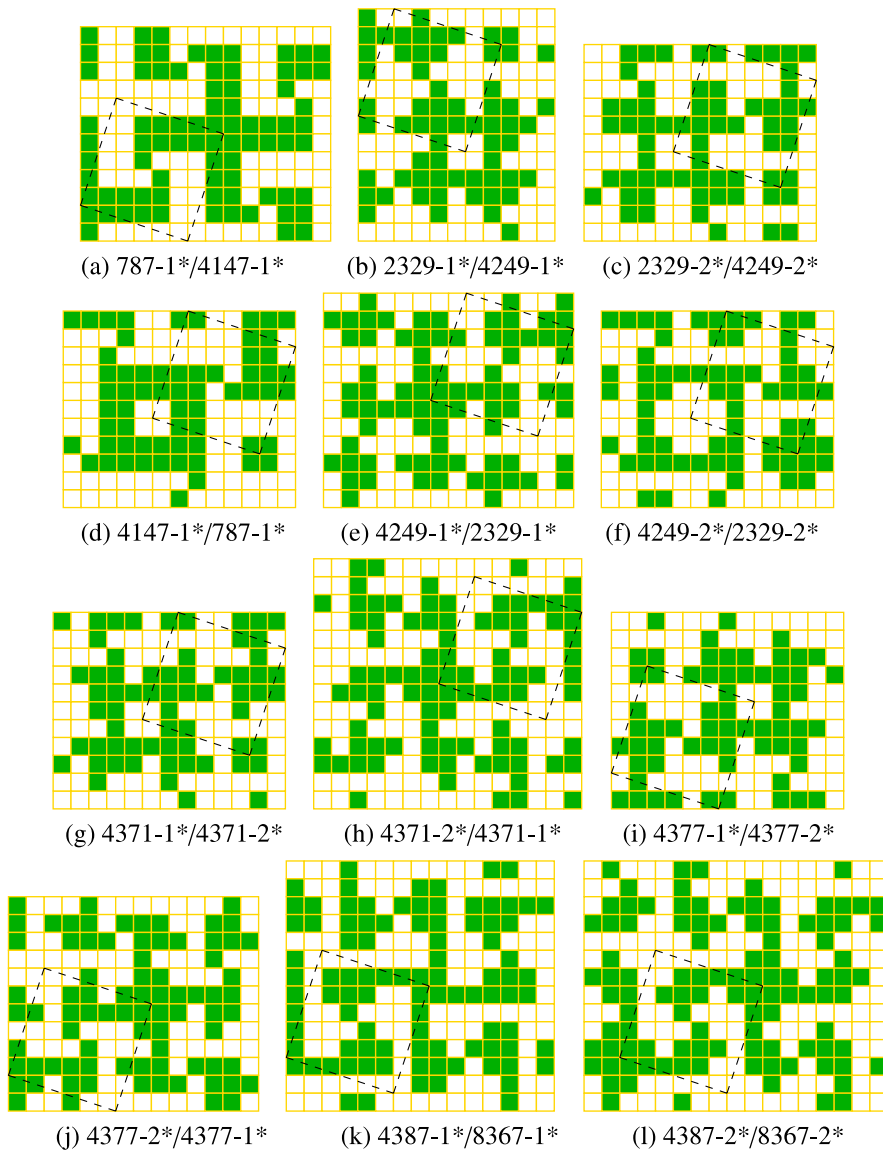 (a) 787-1*/4147-1*
(b) 2329-1*/4249-1*
(c) 2329-2*/4249-2*
(d) 4147-1*/787-1*
(e) 4249-1*/2329-1*
(f) 4249-2*/2329-2*
(g) 4371-1*/4371-2*
(h) 4371-2*/4371-1*
(i) 4377-1*/4377-2*
(j) 4377-2*/4377-1*
(k) 4387-1*/8367-1*
(l) 4387-2*/8367-2*